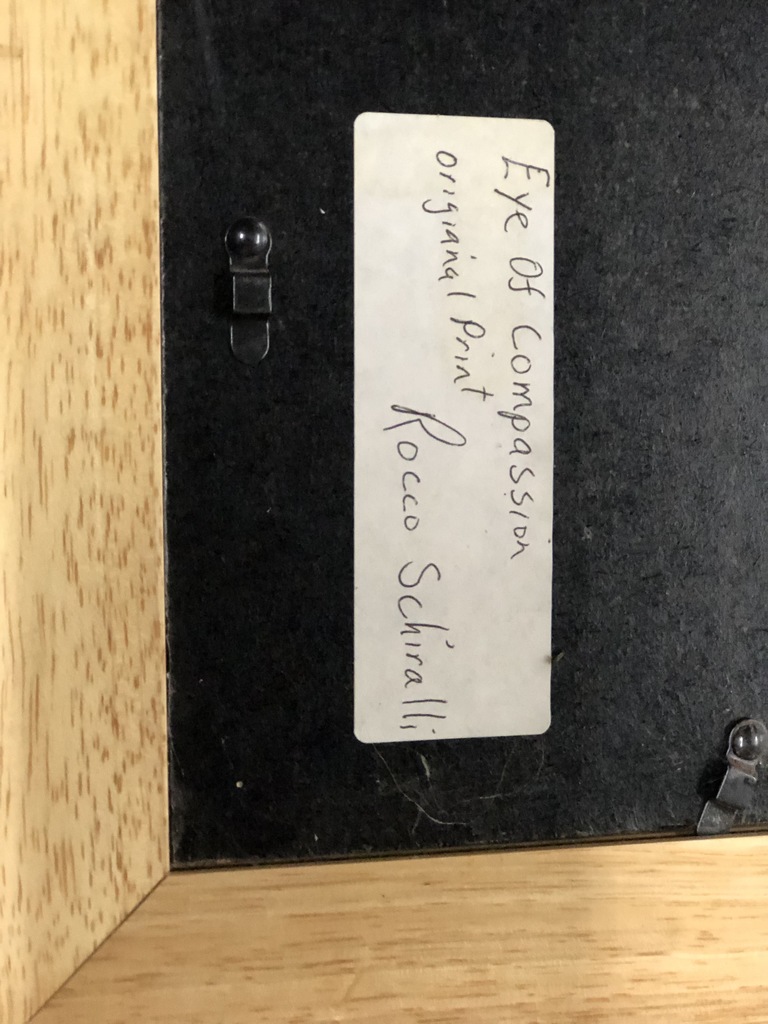 Eye Of Compassion
origianal Print
Rocco Schiralli